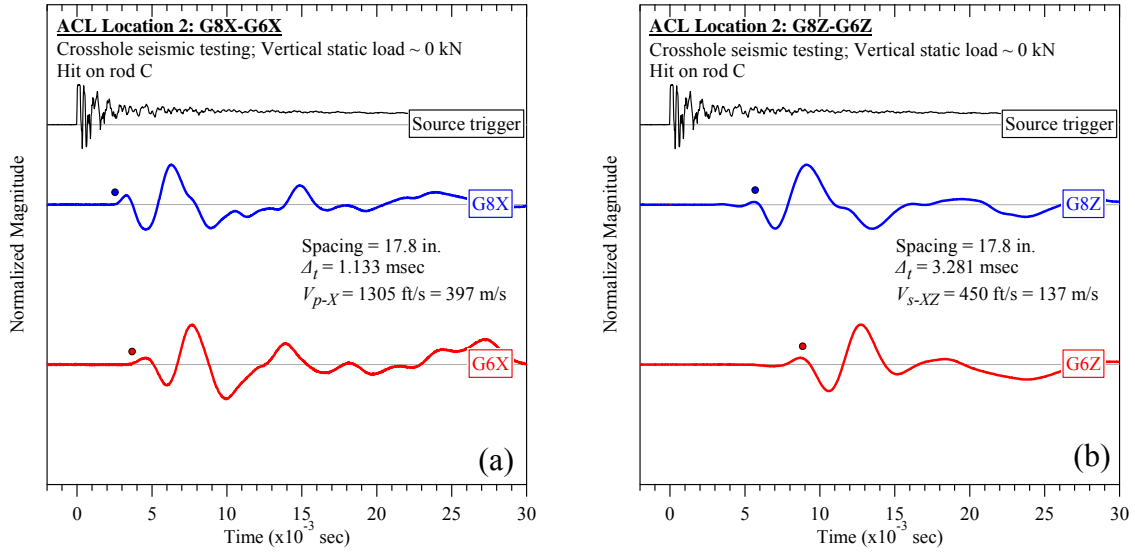 ACL Location 2: G8X-G6X
Crosshole seismic testing; Vertical static load ~ 0 kN
Hit on rod C
Source trigger
G8X
Spacing = 17.8 in.
Δt = 1.133 msec
Vp-X = 1305 ft/s = 397 m/s
G6X
(a)
Normalized Magnitude
0 5 10 15 20 25 30
Time (x10-3 sec)
ACL Location 2: G8Z-G6Z
Crosshole seismic testing; Vertical static load ~ 0 kN
Hit on rod C
Source trigger
G8Z
Spacing = 17.8 in.
Δt = 3.281 msec
Vs-XZ = 450 ft/s = 137 m/s
G6Z
(b)
Normalized Magnitude
0 5 10 15 20 25 30
Time (x10-3 sec)